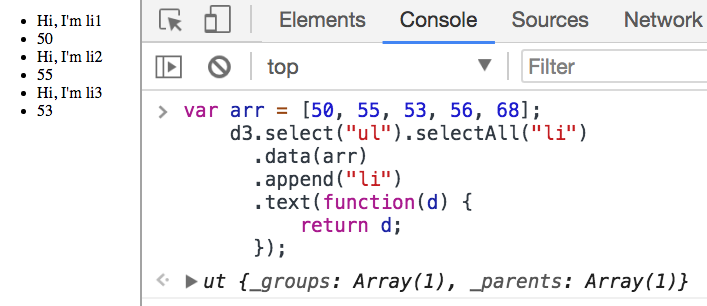 Hi, I'm li1
50
Hi, I'm li2
55
Hi, I'm li3
53
Elements Console Sources Network
top Filter
var arr = [50, 55, 53, 56, 68];
d3.select("ul").selectAll("li")
.data(arr)
.append("li")
.text(function(d) {
return d;
});
ut {_groups: Array(1), _parents: Array(1)}